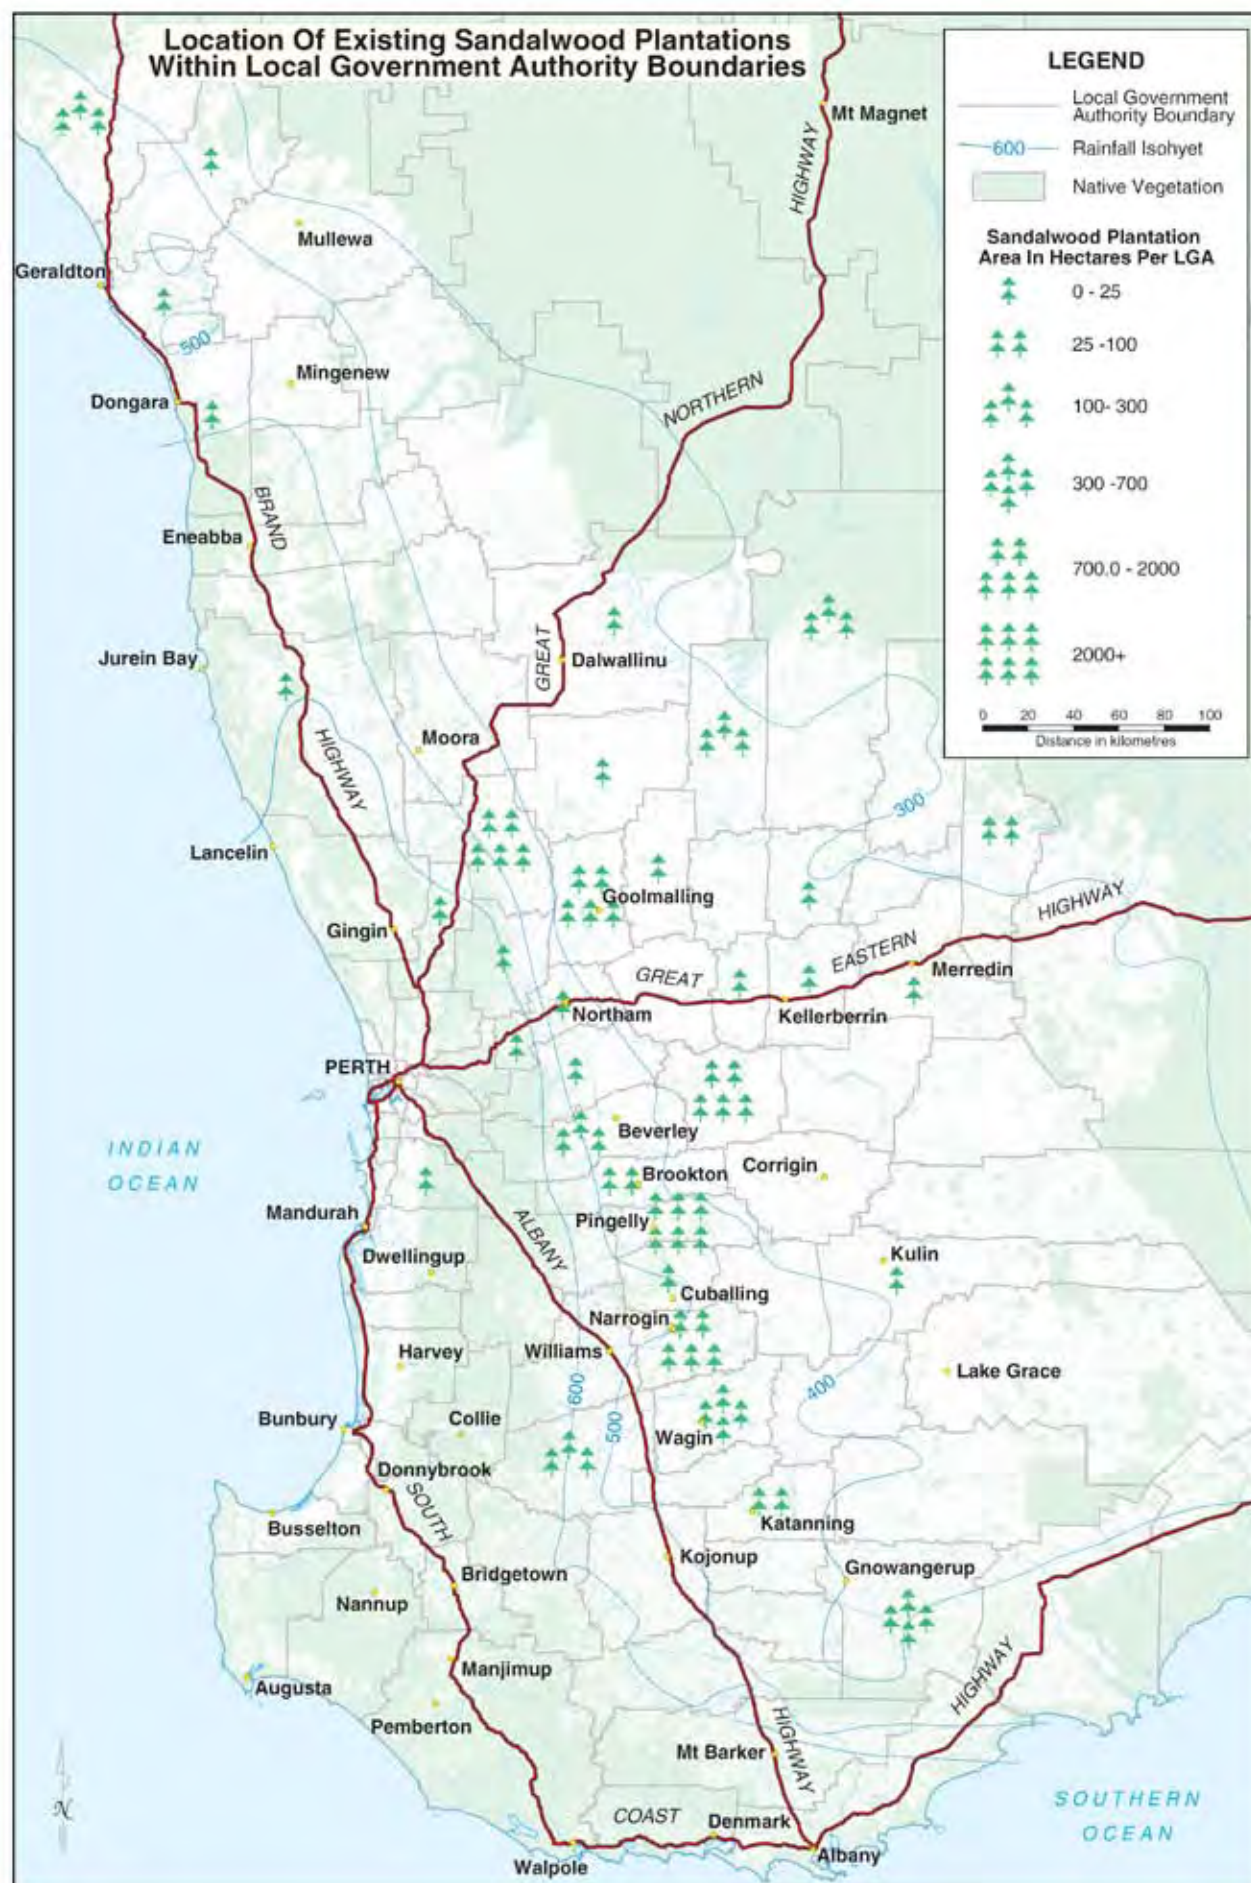 Location Of Existing Sandalwood Plantations
Within Local Government Authority Boundaries
LEGEND
Local Government
Authority Boundary
600
Rainfall Isohyet
Native Vegetation
Sandalwood Plantation
Area In Hectares Per LGA
0 - 25
25 -100
100- 300
300 -700
700.0 - 2000
2000+
0 20 40 60 80 100
Distance in kilometres
Mt Magnet
HIGHWAY
Mullewa
Geraldton
500
Mingenew
NORTHERN
Dongara
BRAND
Eneabba
GREAT
Jurein Bay
Dalwallinu
HIGHWAY
Moora
300
Lancelin
Goolmalling
HIGHWAY
Gingin
EASTERN
GREAT
Merredin
Northam
Kellerberrin
PERTH
Beverley
INDIAN
OCEAN
Brookton
Corrigin
Mandurah
Pingelly
ALBANY
Dwellingup
Kulin
Cuballing
Narrogin
Harvey
Williams
Lake Grace
600
400
500
Bunbury
Collie
Wagin
Donnybrook
SOUTH
Busselton
Katanning
Kojonup
Bridgetown
Gnowangerup
Nannup
Manjimup
HIGHWAY
Augusta
Pemberton
Mt Barker
HIGHWAY
SOUTHERN
OCEAN
COAST
Denmark
Walpole
Albany
N